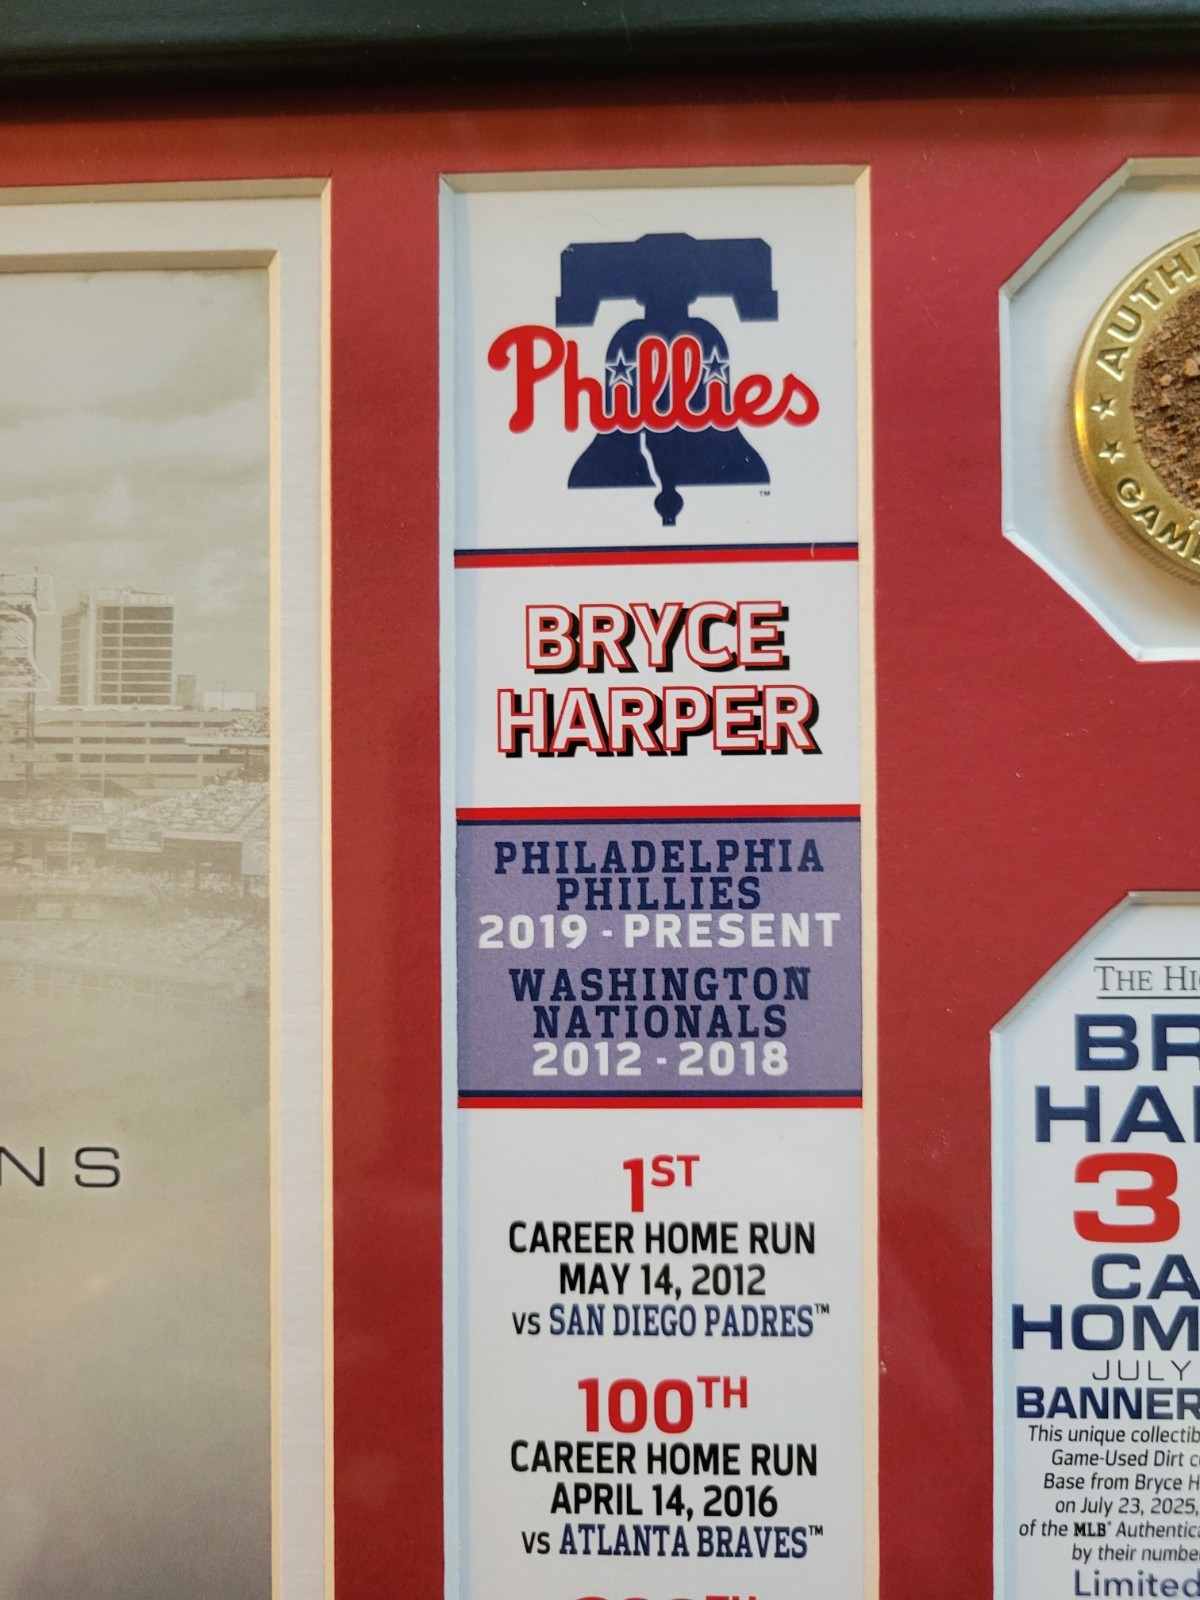 Phillies
™
BRYCE
HARPER
PHILADELPHIA
PHILLIES
2019 - PRESENT
WASHINGTON
NATIONALS
2012 - 2018
1ST
CAREER HOME RUN
MAY 14, 2012
VS SAN DIEGO PADRES™
100TH
CAREER HOME RUN
APRIL 14, 2016
VS ATLANTA BRAVES™
TH
NS
AUTH
GAM
THE HI
BR
HA
3
CA
HOM
JULY
BANNER
This unique collectib
Game-Used Dirt c
Base from Bryce H
on July 23, 2025,
of the MLB® Authentica
by their numbe
Limited